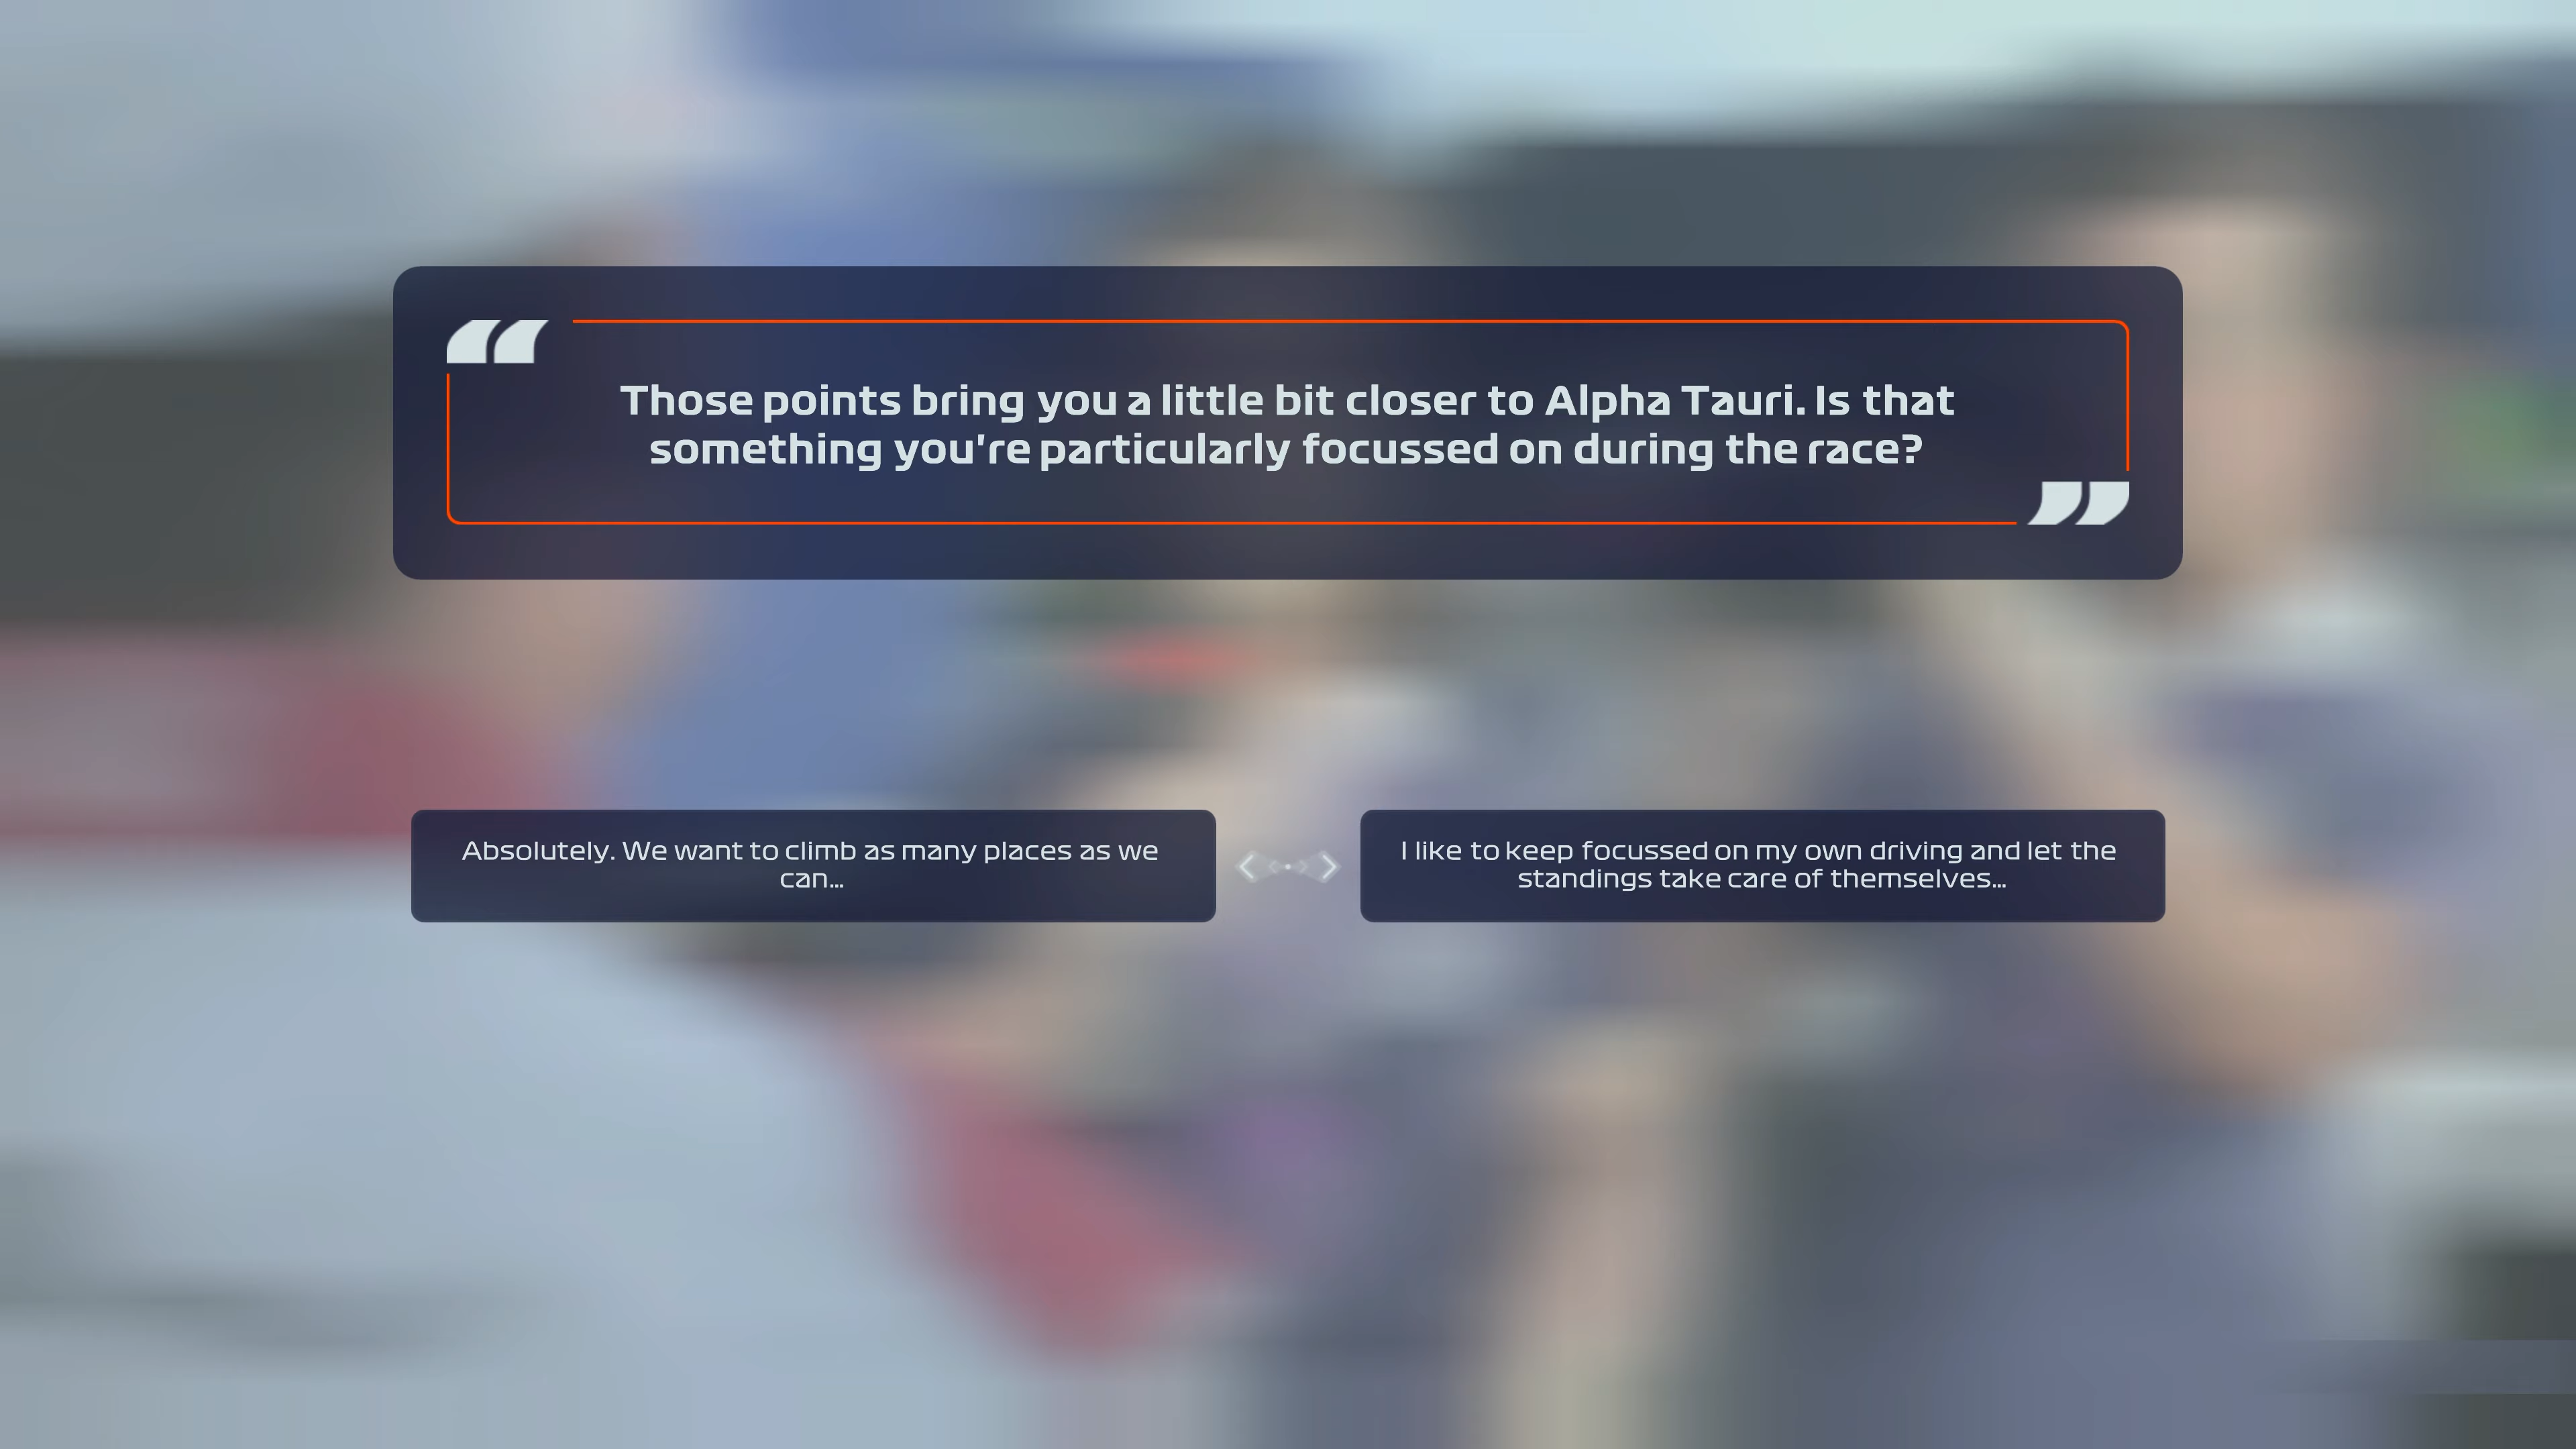 Those points bring you a little bit closer to Alpha Tauri. Is that
something you're particularly focussed on during the race?
Absolutely. We want to climb as many places as we
can...
I like to keep focussed on my own driving and let the
standings take care of themselves...